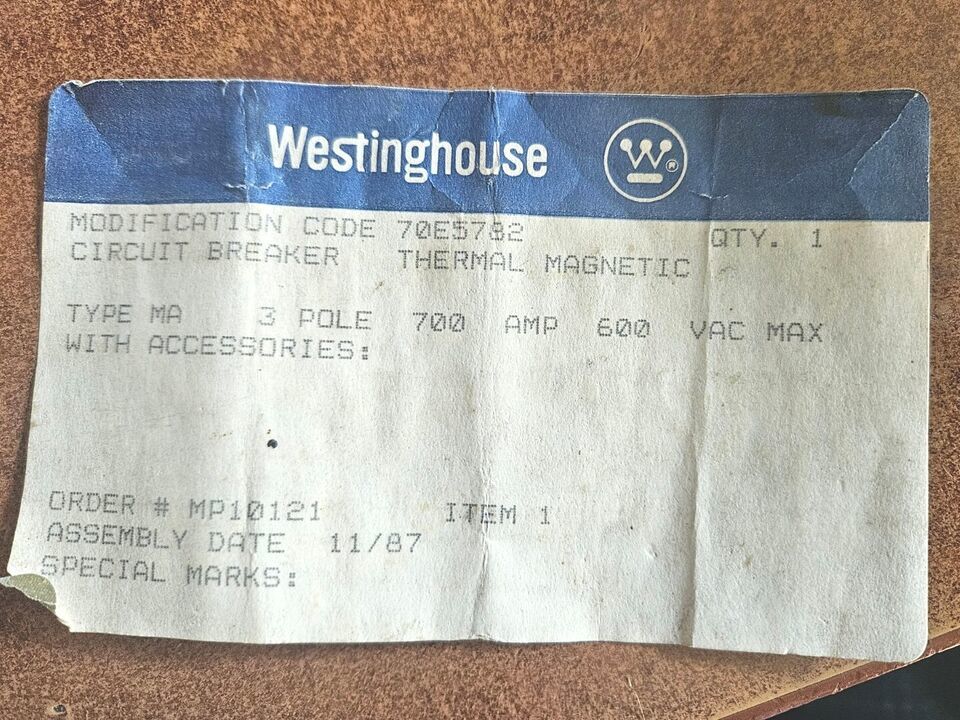 Westinghouse W ®
MODIFICATION CODE 70E5782 QTY. 1
CIRCUIT BREAKER THERMAL MAGNETIC
TYPE MA 3 POLE 700 AMP 600 VAC MAX
WITH ACCESSORIES:
ORDER # MP10121 ITEM 1
ASSEMBLY DATE 11/87
SPECIAL MARKS: